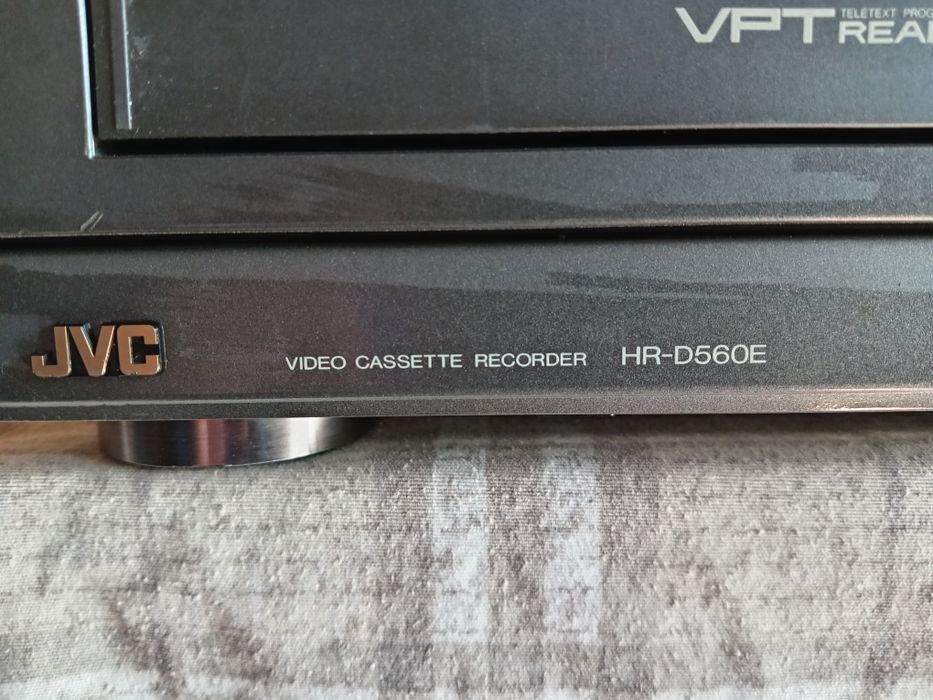 VPT
TELETEXT
JVC
VIDEO CASSETTE RECORDER HR-D560E